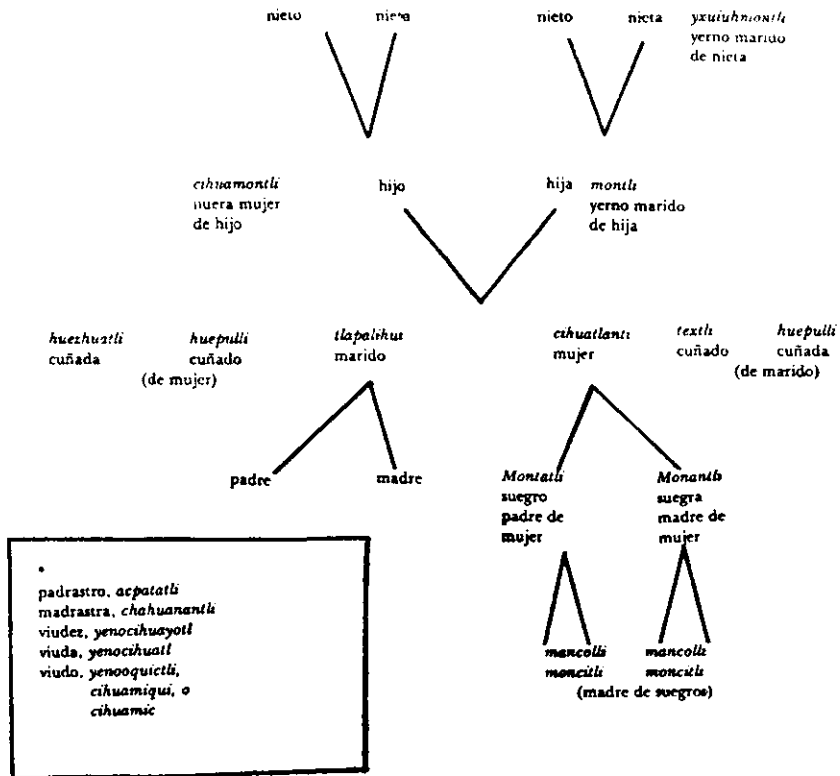 nieto nieta nieto nieta yxuiuhmontli
yerno marido
de nieta
cihuamontli hijo hija montli
nuera mujer yerno marido
de hijo de hija
huezhuatli huepulli tlapalihui cihuatlanti textli huepulli
cuñada cuñado marido mujer cuñado cuñada
(de mujer) (de marido)
padre madre Montatli Monantli
suegro suegra
padre de madre de
mujer mujer
*
padrastro, acpatatli
madrastra, chahuanantli
viudez, yenocihuayotl
viuda, yenocihuatl
viudo, yenooquictli,
cihuamiqui, o
cihuamic
mancolli mancolli
moncitli moncitli
(madre de suegros)